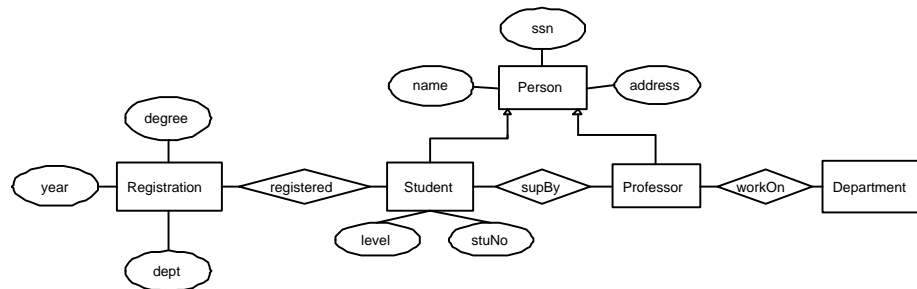 ssn
name
Person
address
degree
year
Registration
registered
Student
supBy
Professor
workOn
Department
level
stuNo
dept